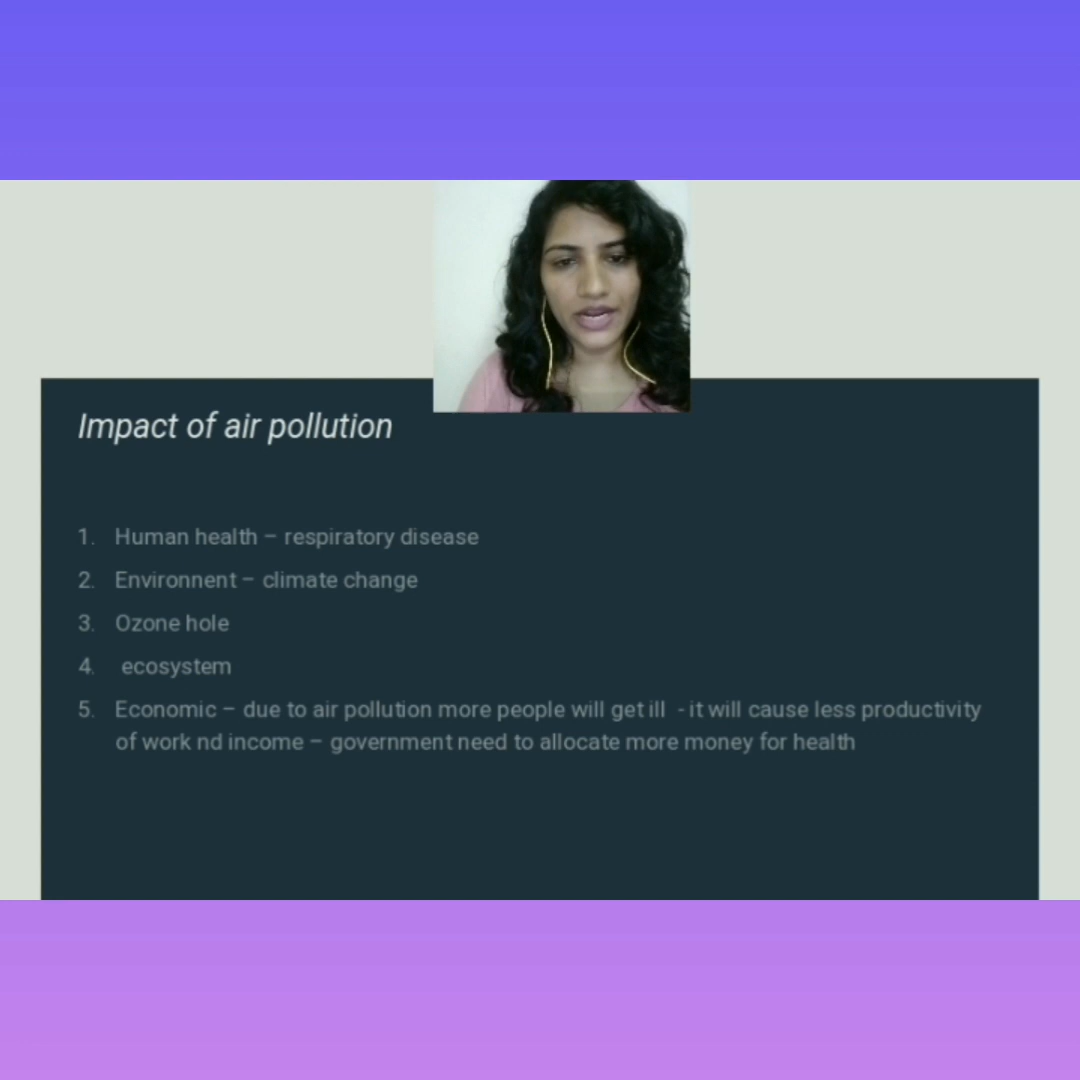 Impact of air pollution
1. Human health – respiratory disease
2. Environnent – climate change
3. Ozone hole
4. ecosystem
5. Economic – due to air pollution more people will get ill - it will cause less productivity
of work nd income – government need to allocate more money for health